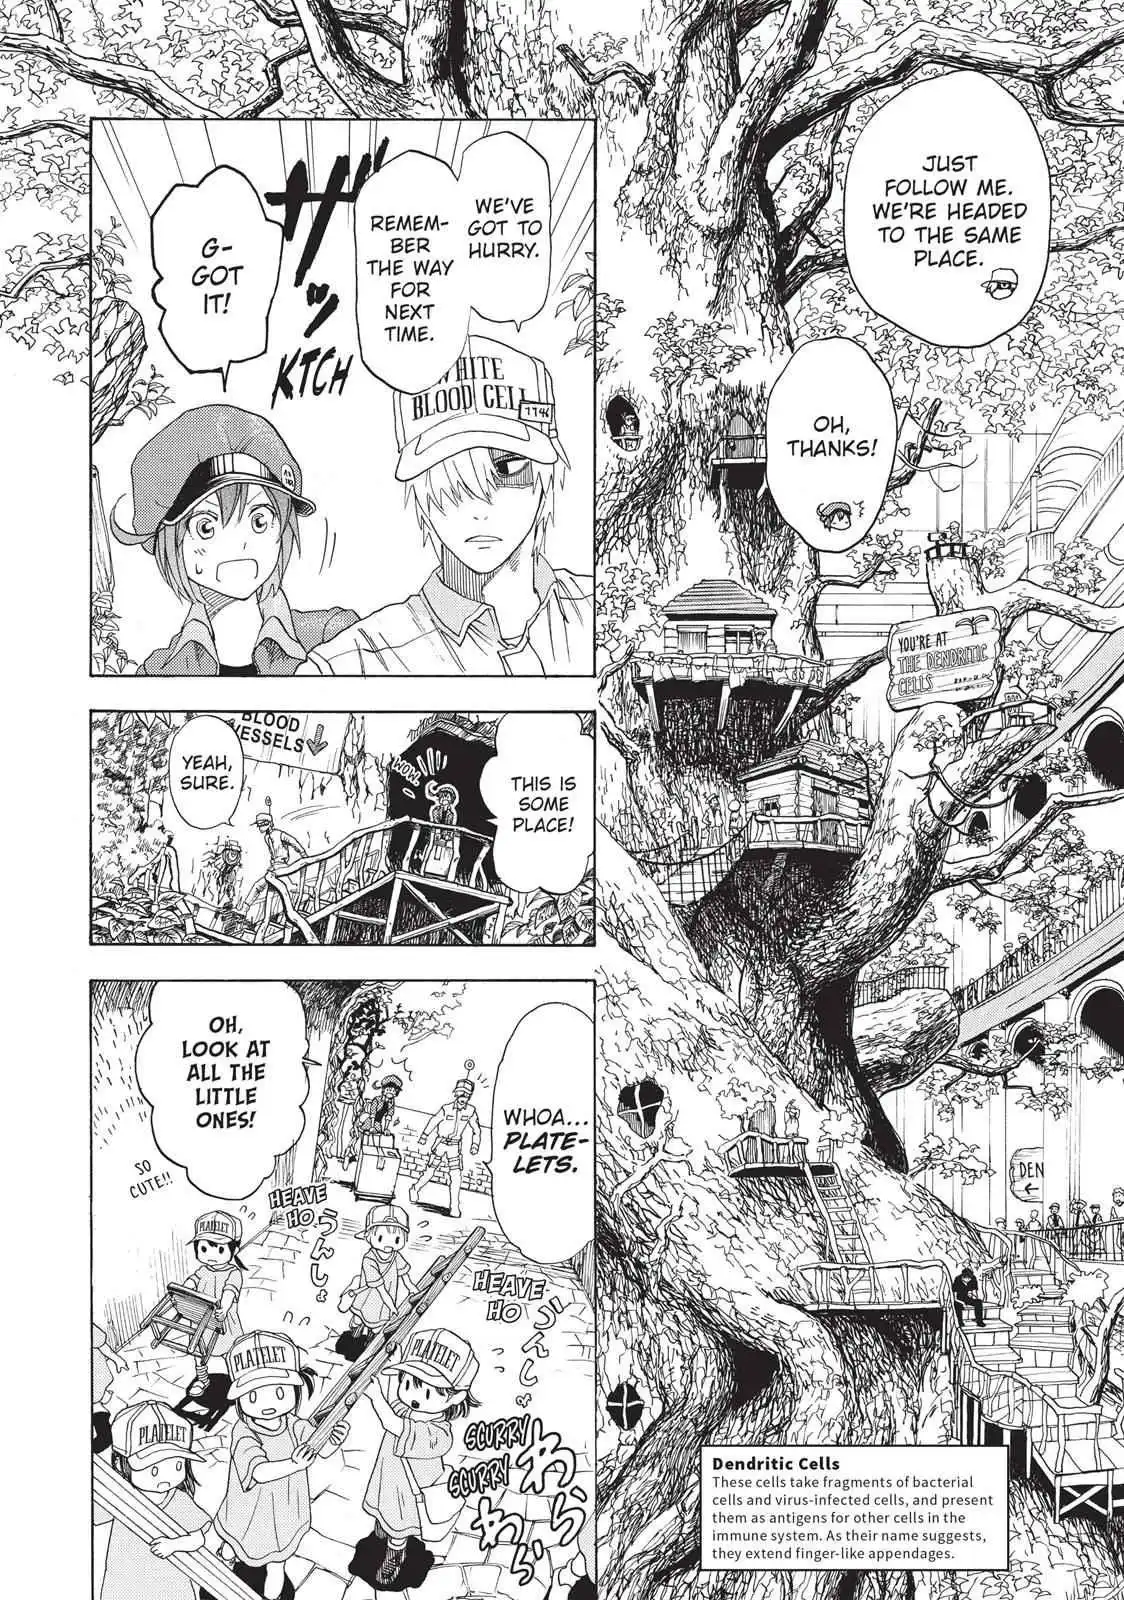 JUST
FOLLOW ME.
WE'RE HEADED
TO THE SAME
PLACE.
OH,
THANKS!
YOU'RE AT
THE DENDRITIC
CELLS
WE'VE
GOT TO
HURRY.
REMEM-
BER
THE WAY
FOR
NEXT
TIME.
ザッ
KTCH
G-
GOT
IT!
WHITE
BLOOD CELL
1146
BLOOD
VESSELS
THIS IS
SOME
PLACE!
WOW
YEAH,
SURE.
WHOA...
PLATE-
LETS.
OH,
LOOK AT
ALL THE
LITTLE
ONES!
SO
CUTE!!
HEAVE
HO
うんしょ
HEAVE
HO
うんしょ
PLATELET
PLATELET
PLATELET
PLATELET
SCURRY
SCURRY
わらわら
DEN
Dendritic Cells
These cells take fragments of bacterial
cells and virus-infected cells, and present
them as antigens for other cells in the
immune system. As their name suggests,
they extend finger-like appendages.